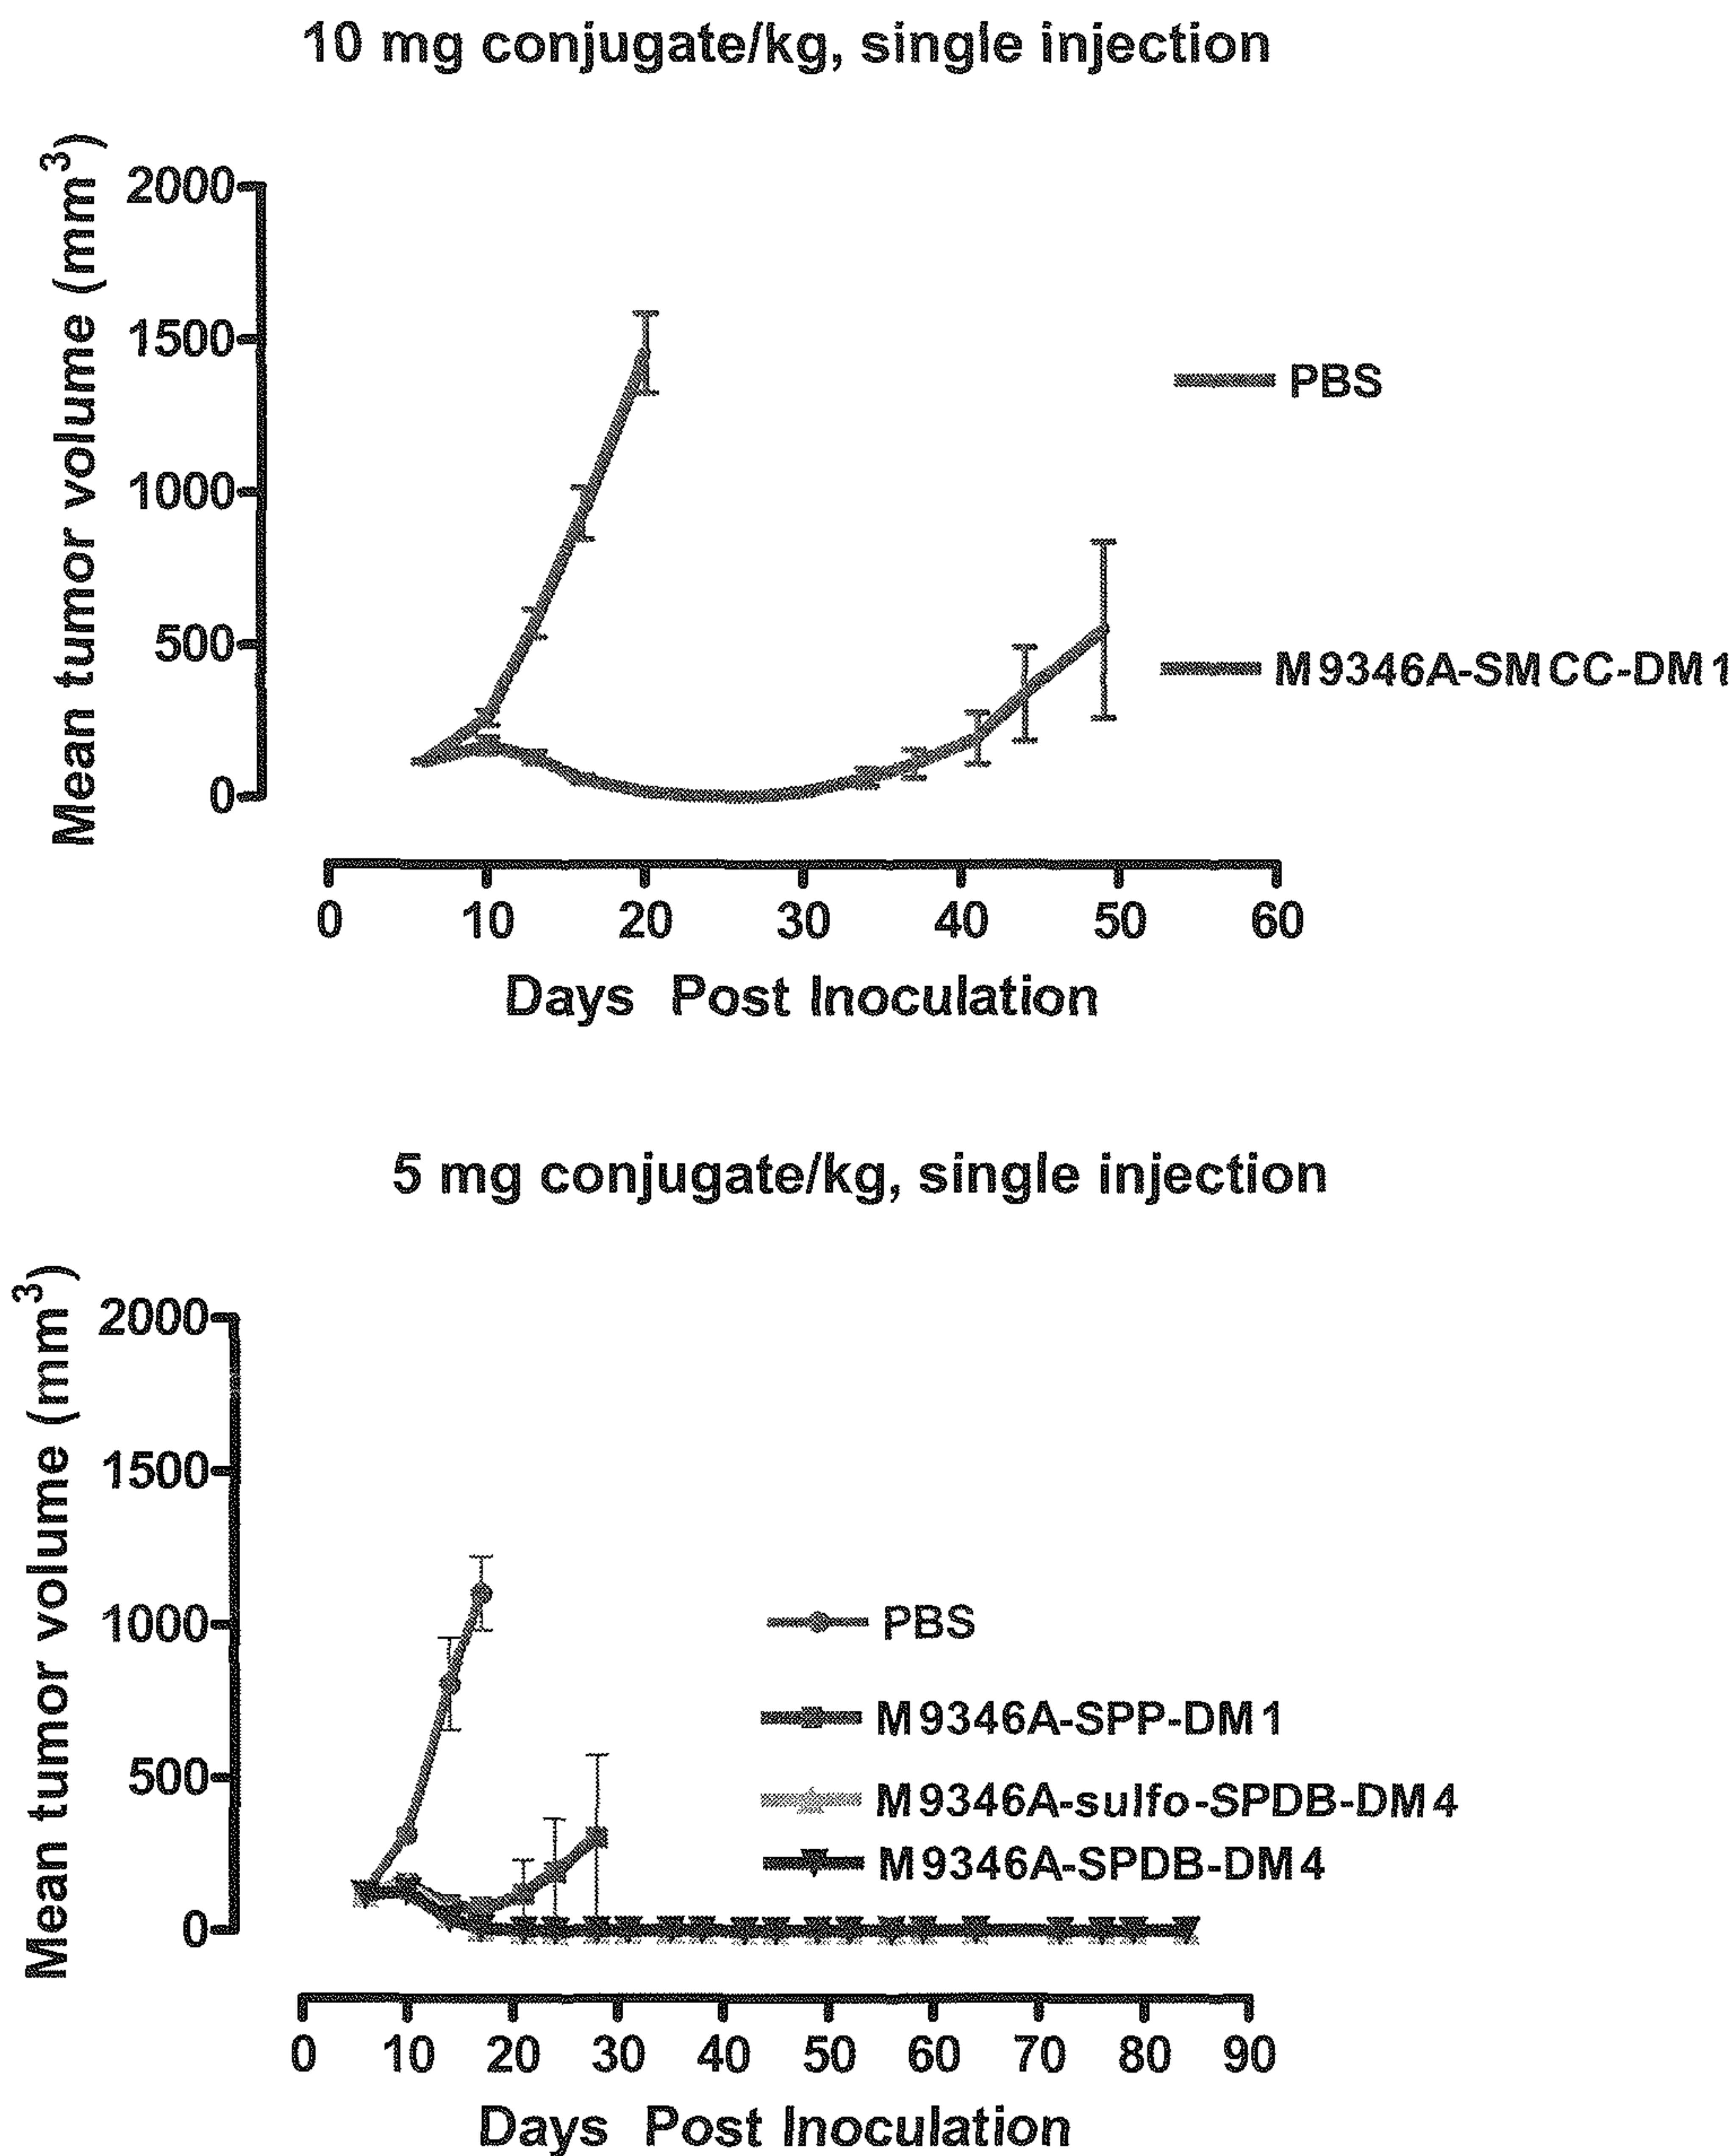 10 mg conjugate/kg, single injection
Mean tumor volume (mm³)
2000
1500
1000
500
0
PBS
M9346A-SMCC-DM1
0 10 20 30 40 50 60
Days Post Inoculation
5 mg conjugate/kg, single injection
Mean tumor volume (mm³)
2000
1500
1000
500
0
PBS
M9346A-SPP-DM1
M9346A-sulfo-SPDB-DM4
M9346A-SPDB-DM4
0 10 20 30 40 50 60 70 80 90
Days Post Inoculation